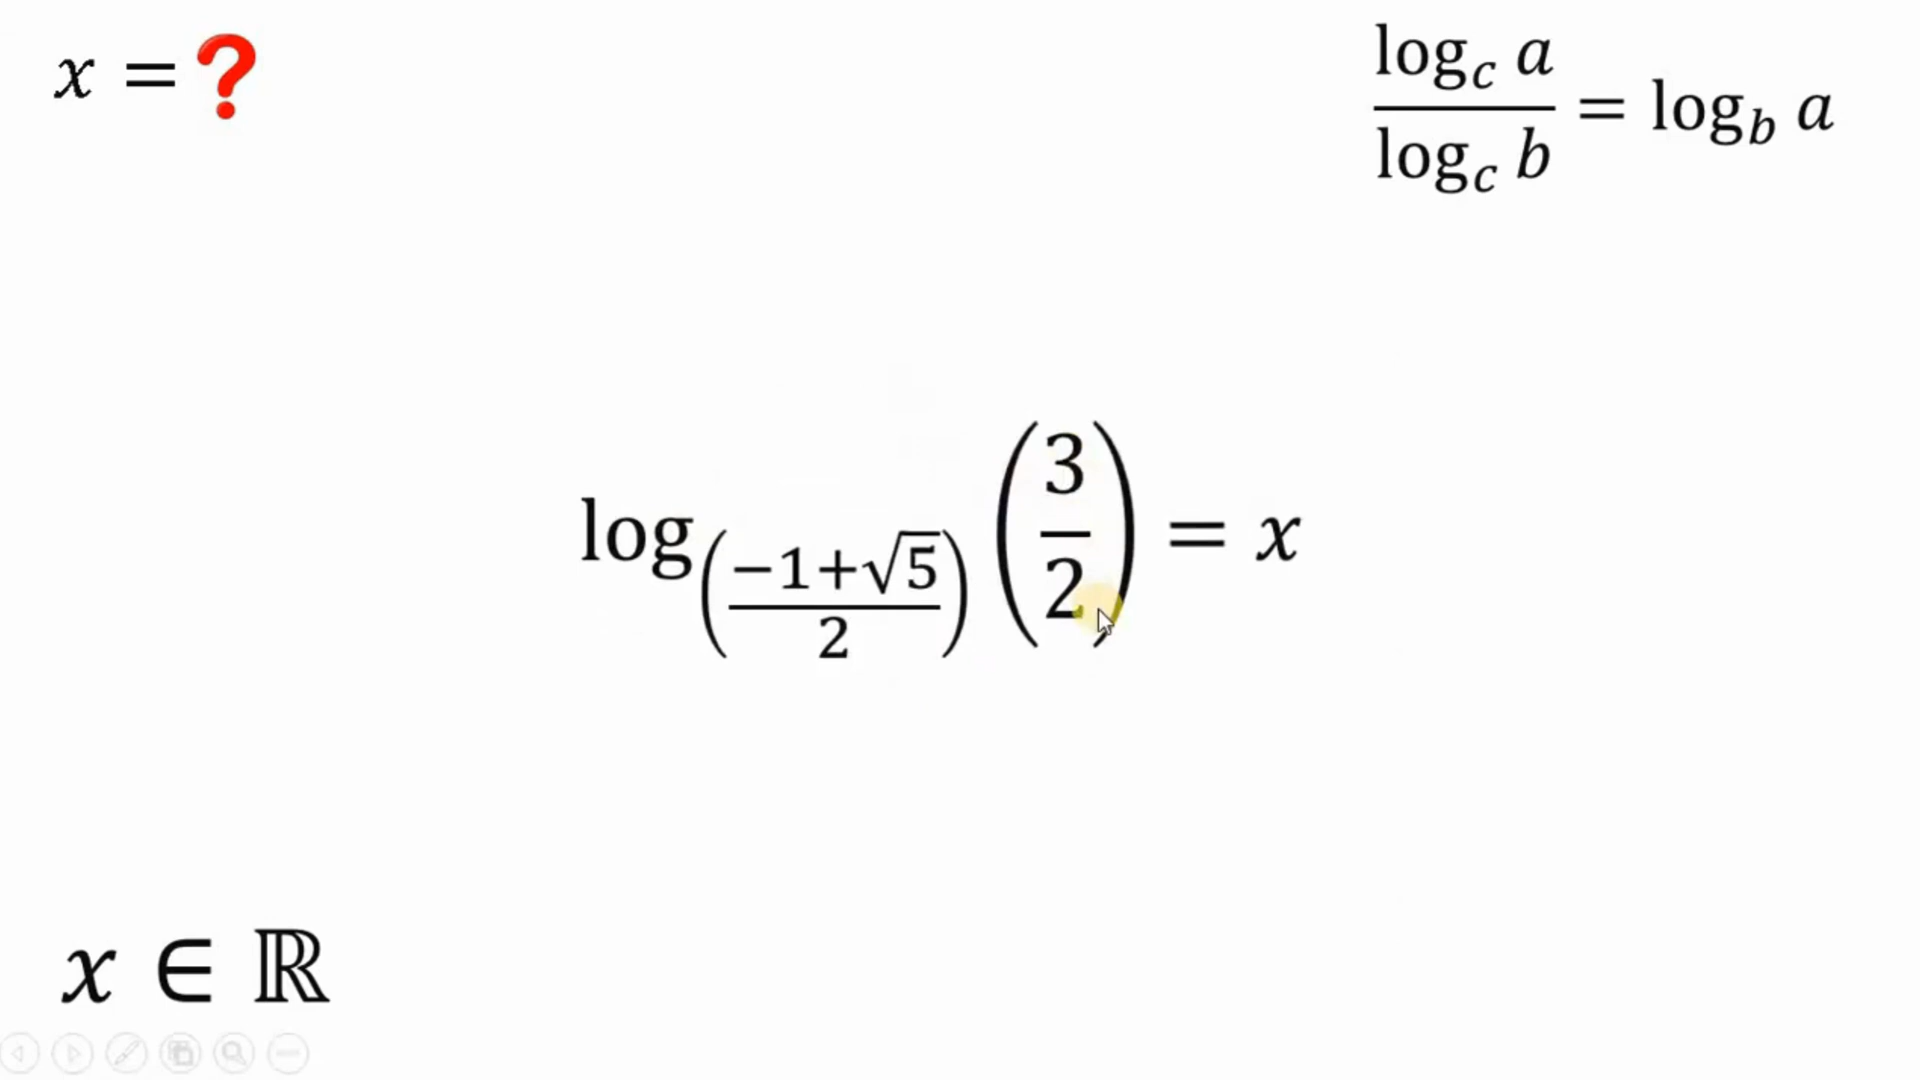 x = ❓
log_c a / log_c b = log_b a
log_((−1+√5)/2) (3/2) = x
x ∈ ℝ